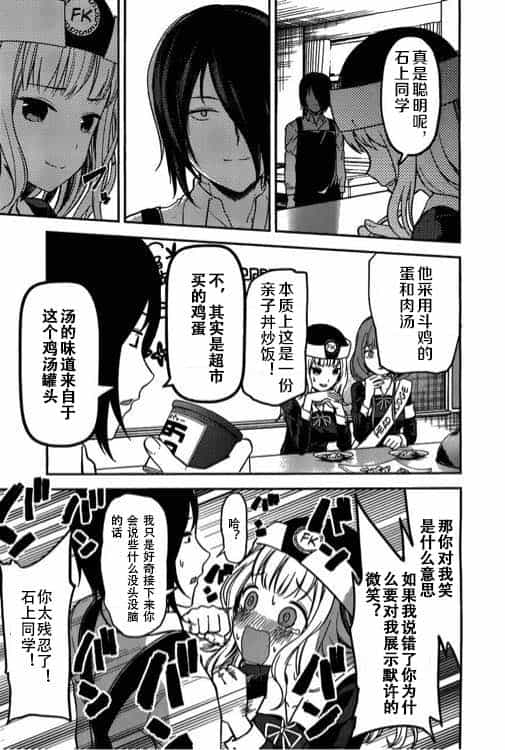 真是聪明呢，
石上同学
FK
他采用斗鸡的
蛋和肉汤
本质上这是一份
亲子丼炒饭！
不，其实是超市
买的鸡蛋
汤的味道来自于
这个鸡汤罐头
那你对我笑
是什么意思
如果我说错了你为什
么要对我展示默许的
微笑？
FK
哈？
我只是好奇接下来你
会说些什么没头没脑
的话
你太残忍了！
石上同学！